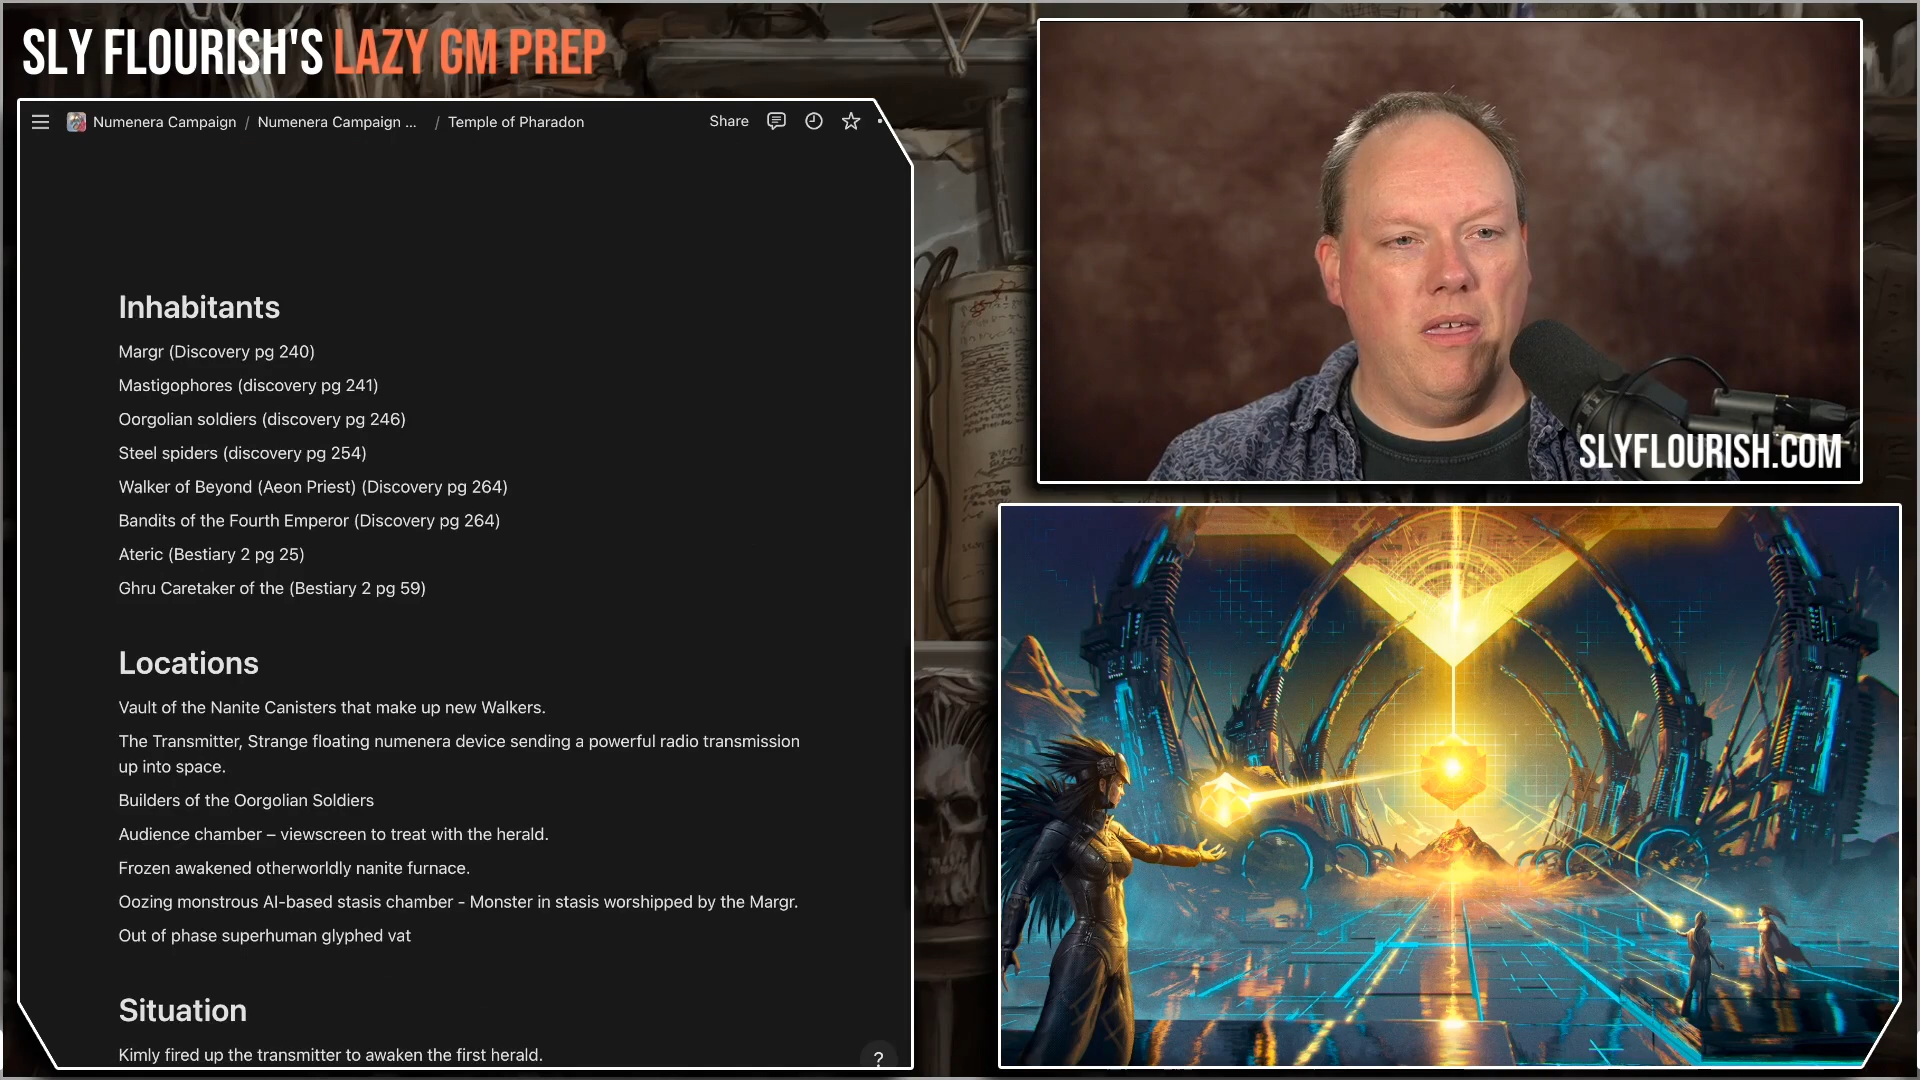 SLY FLOURISH'S LAZY GM PREP
Numenera Campaign / Numenera Campaign ... / Temple of Pharadon
Share
Inhabitants
Margr (Discovery pg 240)
Mastigophores (discovery pg 241)
Oorgolian soldiers (discovery pg 246)
Steel spiders (discovery pg 254)
Walker of Beyond (Aeon Priest) (Discovery pg 264)
Bandits of the Fourth Emperor (Discovery pg 264)
Ateric (Bestiary 2 pg 25)
Ghru Caretaker of the (Bestiary 2 pg 59)
Locations
Vault of the Nanite Canisters that make up new Walkers.
The Transmitter, Strange floating numenera device sending a powerful radio transmission
up into space.
Builders of the Oorgolian Soldiers
Audience chamber – viewscreen to treat with the herald.
Frozen awakened otherworldly nanite furnace.
Oozing monstrous AI-based stasis chamber - Monster in stasis worshipped by the Margr.
Out of phase superhuman glyphed vat
Situation
Kimly fired up the transmitter to awaken the first herald.
?
SLYFLOURISH.COM